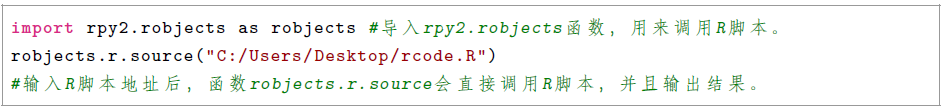 import rpy2.robjects as robjects #导入rpy2.robjects函数，用来调用R脚本。
robjects.r.source("C:/Users/Desktop/rcode.R")
#输入R脚本地址后，函数robjects.r.source会直接调用R脚本，并且输出结果。